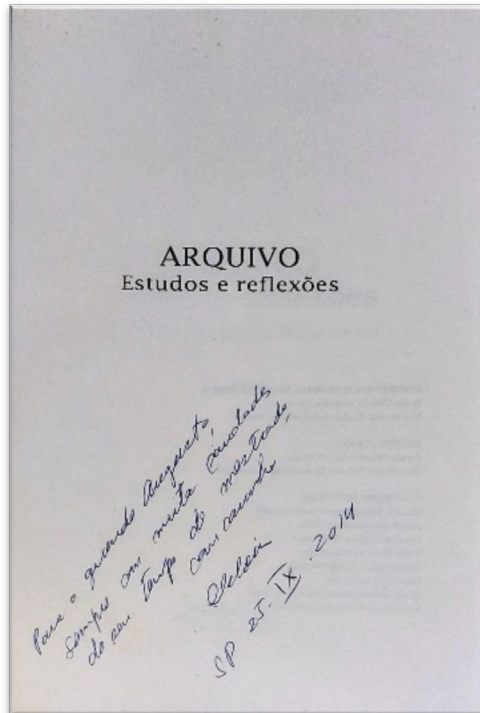 ARQUIVO
Estudos e reflexões
Para o querido Augusto,
sempre com muita saudades
do seu tempo de mestrado,
com carinho
SP 25.IX.2014